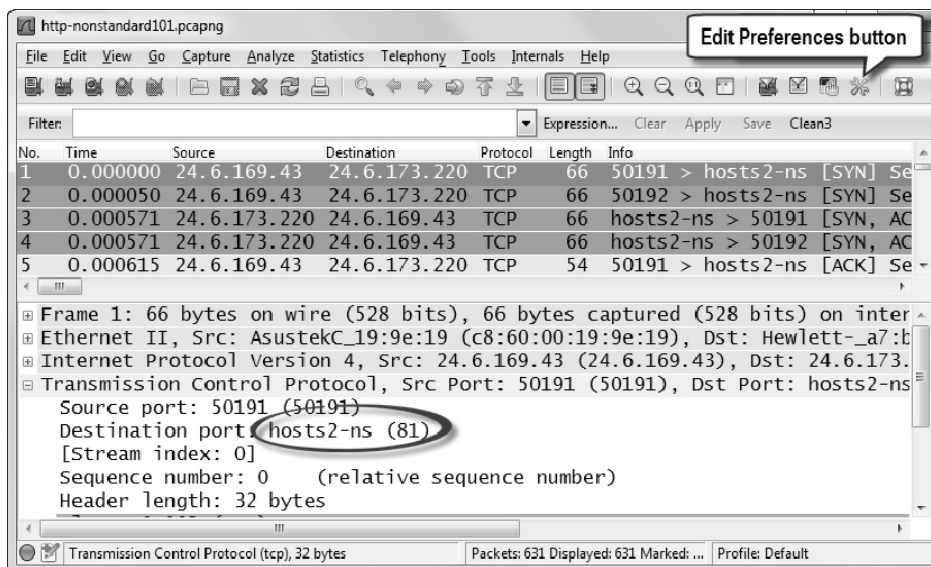 http-nonstandard101.pcapng
Edit Preferences button
File Edit View Go Capture Analyze Statistics Telephony Tools Internals Help
Filter: Expression... Clear Apply Save Clean3
No. Time Source Destination Protocol Length Info
1 0.000000 24.6.169.43 24.6.173.220 TCP 66 50191 > hosts2-ns [SYN] Se
2 0.000050 24.6.169.43 24.6.173.220 TCP 66 50192 > hosts2-ns [SYN] Se
3 0.000571 24.6.173.220 24.6.169.43 TCP 66 hosts2-ns > 50191 [SYN, AC
4 0.000571 24.6.173.220 24.6.169.43 TCP 66 hosts2-ns > 50192 [SYN, AC
5 0.000615 24.6.169.43 24.6.173.220 TCP 54 50191 > hosts2-ns [ACK] Se
Frame 1: 66 bytes on wire (528 bits), 66 bytes captured (528 bits) on inter
Ethernet II, Src: AsustekC_19:9e:19 (c8:60:00:19:9e:19), Dst: Hewlett-_a7:b
Internet Protocol Version 4, Src: 24.6.169.43 (24.6.169.43), Dst: 24.6.173.
Transmission Control Protocol, Src Port: 50191 (50191), Dst Port: hosts2-ns
Source port: 50191 (50191)
Destination port: hosts2-ns (81)
[Stream index: 0]
Sequence number: 0 (relative sequence number)
Header length: 32 bytes
Transmission Control Protocol (tcp), 32 bytes Packets: 631 Displayed: 631 Marked: ... Profile: Default